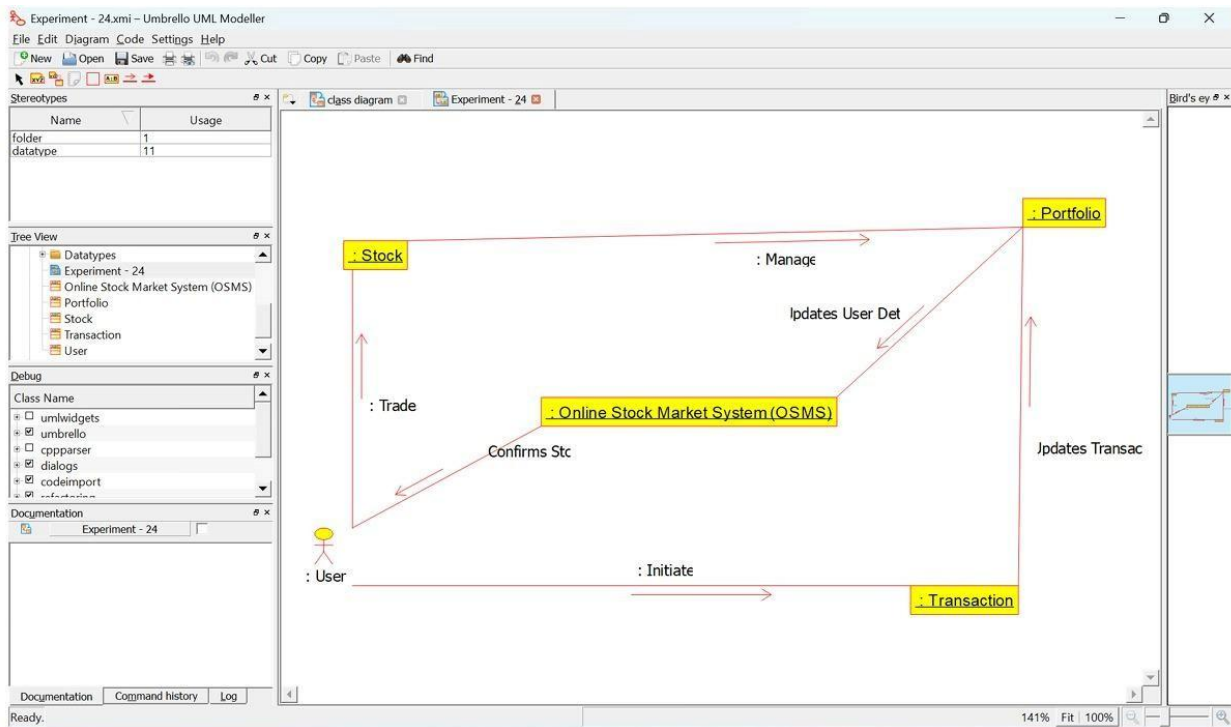 Experiment - 24.xmi – Umbrello UML Modeller
File Edit Diagram Code Settings Help
New Open Save Cut Copy Paste Find
Stereotypes
Name Usage
folder 1
datatype 11
Tree View
Datatypes
Experiment - 24
Online Stock Market System (OSMS)
Portfolio
Stock
Transaction
User
Debug
Class Name
umlwidgets
umbrello
cppparser
dialogs
codeimport
refactoring
Documentation
Experiment - 24
Documentation Command history Log
Ready.
class diagram Experiment - 24
: Portfolio
: Stock
: Manage
Updates User Det
: Trade
: Online Stock Market System (OSMS)
Confirms Stc
Updates Transac
: User
: Initiate
: Transaction
Bird's ey
141% Fit 100%